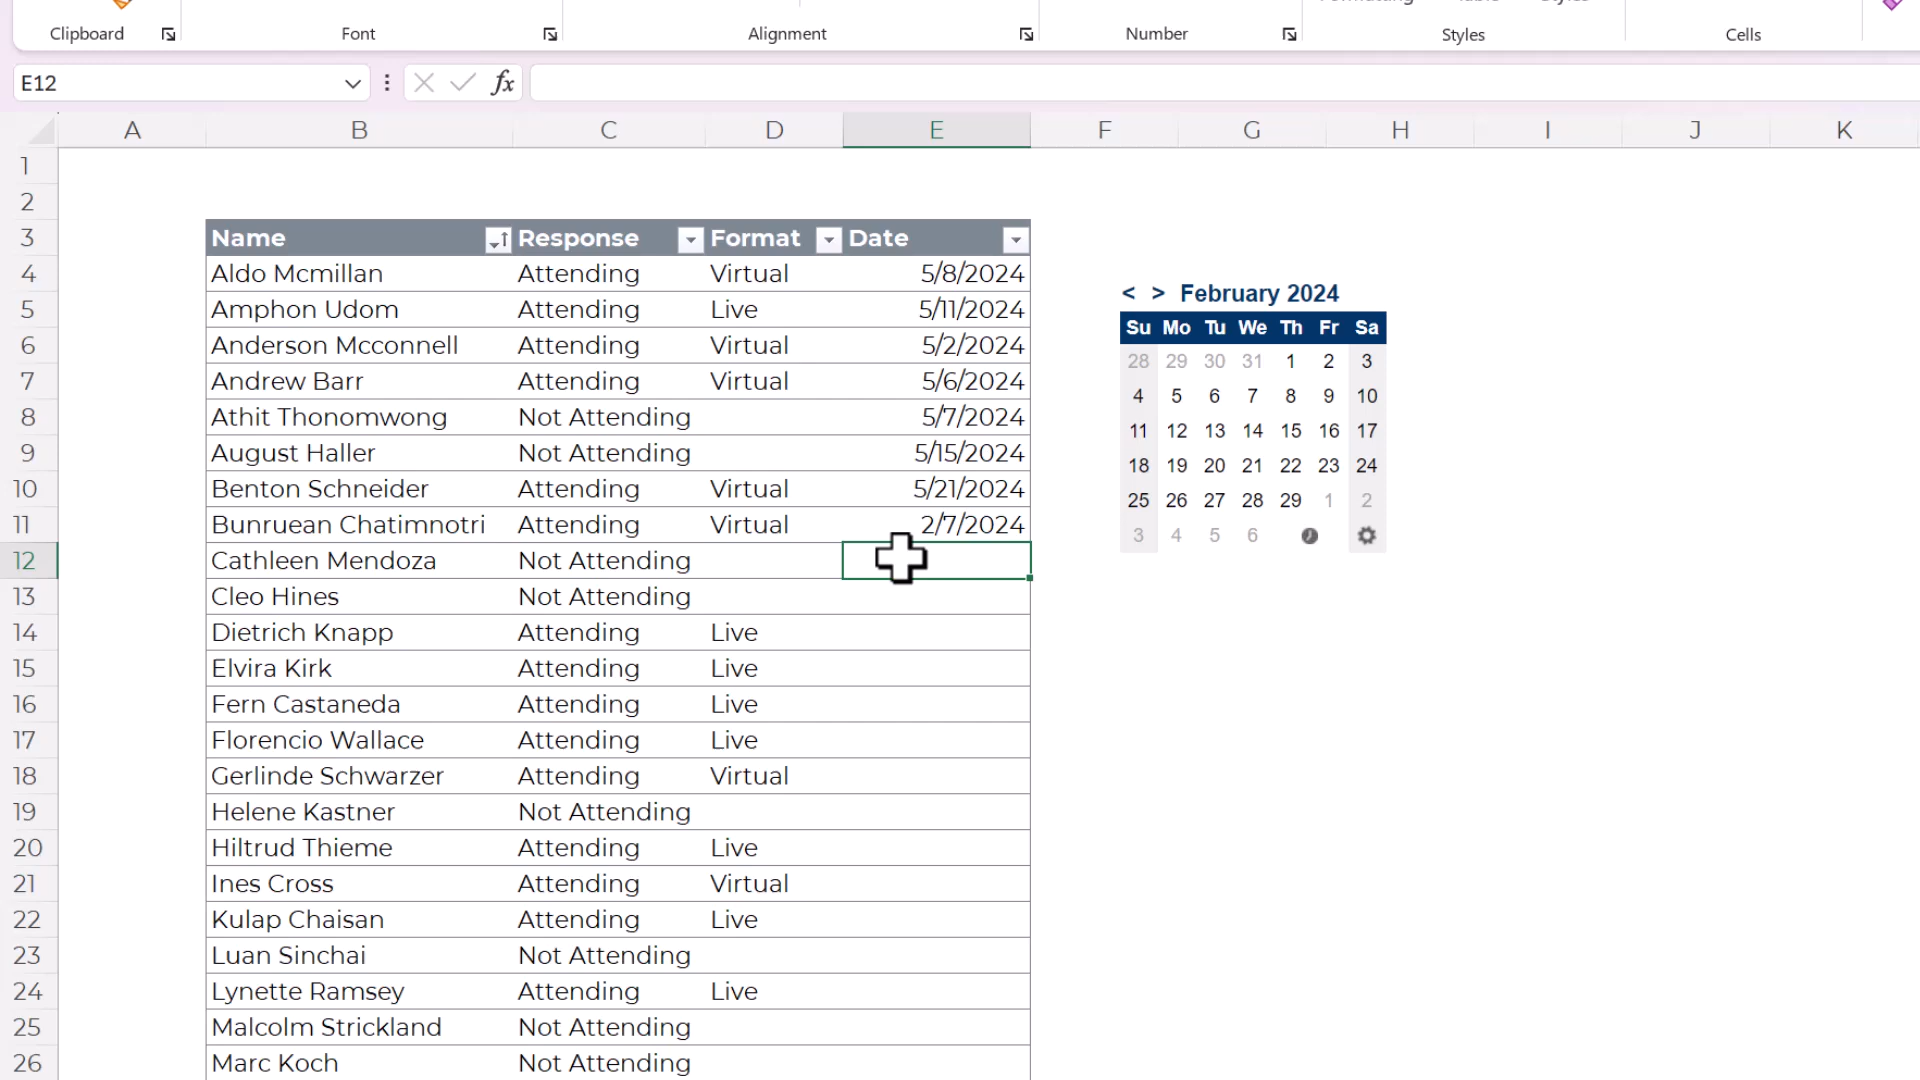 Clipboard Font Alignment Number Styles Cells
E12 fx
A B C D E F G H I J K
1
2
3 Name Response Format Date
4 Aldo Mcmillan Attending Virtual 5/8/2024
5 Amphon Udom Attending Live 5/11/2024
6 Anderson Mcconnell Attending Virtual 5/2/2024
7 Andrew Barr Attending Virtual 5/6/2024
8 Athit Thonomwong Not Attending 5/7/2024
9 August Haller Not Attending 5/15/2024
10 Benton Schneider Attending Virtual 5/21/2024
11 Bunruean Chatimnotri Attending Virtual 2/7/2024
12 Cathleen Mendoza Not Attending
13 Cleo Hines Not Attending
14 Dietrich Knapp Attending Live
15 Elvira Kirk Attending Live
16 Fern Castaneda Attending Live
17 Florencio Wallace Attending Live
18 Gerlinde Schwarzer Attending Virtual
19 Helene Kastner Not Attending
20 Hiltrud Thieme Attending Live
21 Ines Cross Attending Virtual
22 Kulap Chaisan Attending Live
23 Luan Sinchai Not Attending
24 Lynette Ramsey Attending Live
25 Malcolm Strickland Not Attending
26 Marc Koch Not Attending
< > February 2024
Su Mo Tu We Th Fr Sa
28 29 30 31 1 2 3
4 5 6 7 8 9 10
11 12 13 14 15 16 17
18 19 20 21 22 23 24
25 26 27 28 29 1 2
3 4 5 6